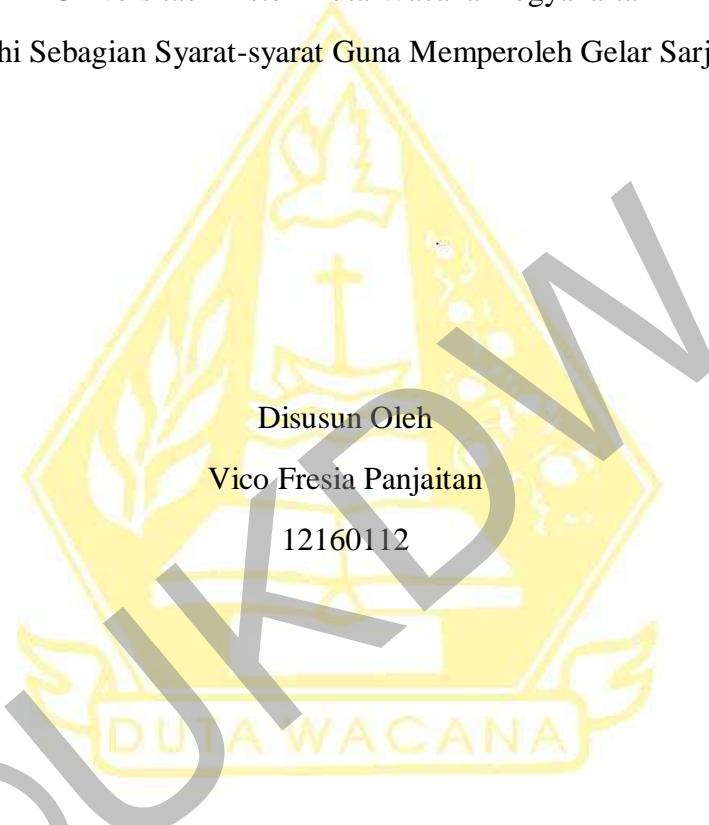 hi Sebagian Syarat-syarat Guna Memperoleh Gelar Sarj
Disusun Oleh
Vico Fresia Panjaitan
12160112
DUTA WACANA
UKDW